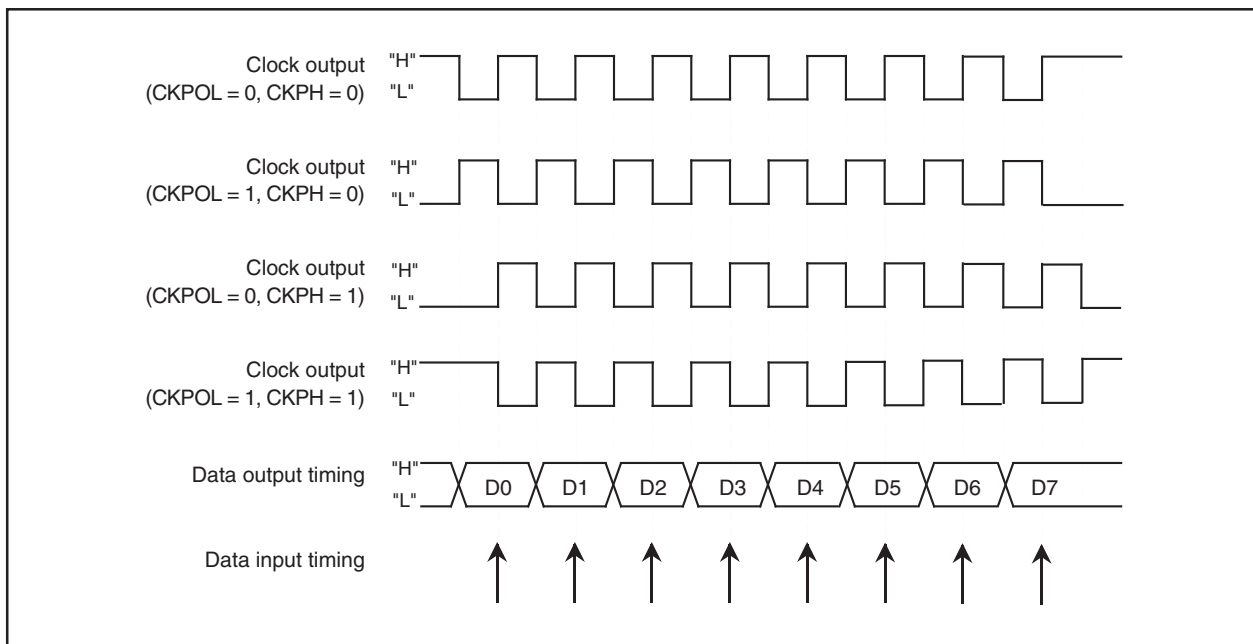 Clock output "H"
(CKPOL = 0, CKPH = 0) "L"
Clock output "H"
(CKPOL = 1, CKPH = 0) "L"
Clock output "H"
(CKPOL = 0, CKPH = 1) "L"
Clock output "H"
(CKPOL = 1, CKPH = 1) "L"
Data output timing "H"
"L"
D0 D1 D2 D3 D4 D5 D6 D7
Data input timing